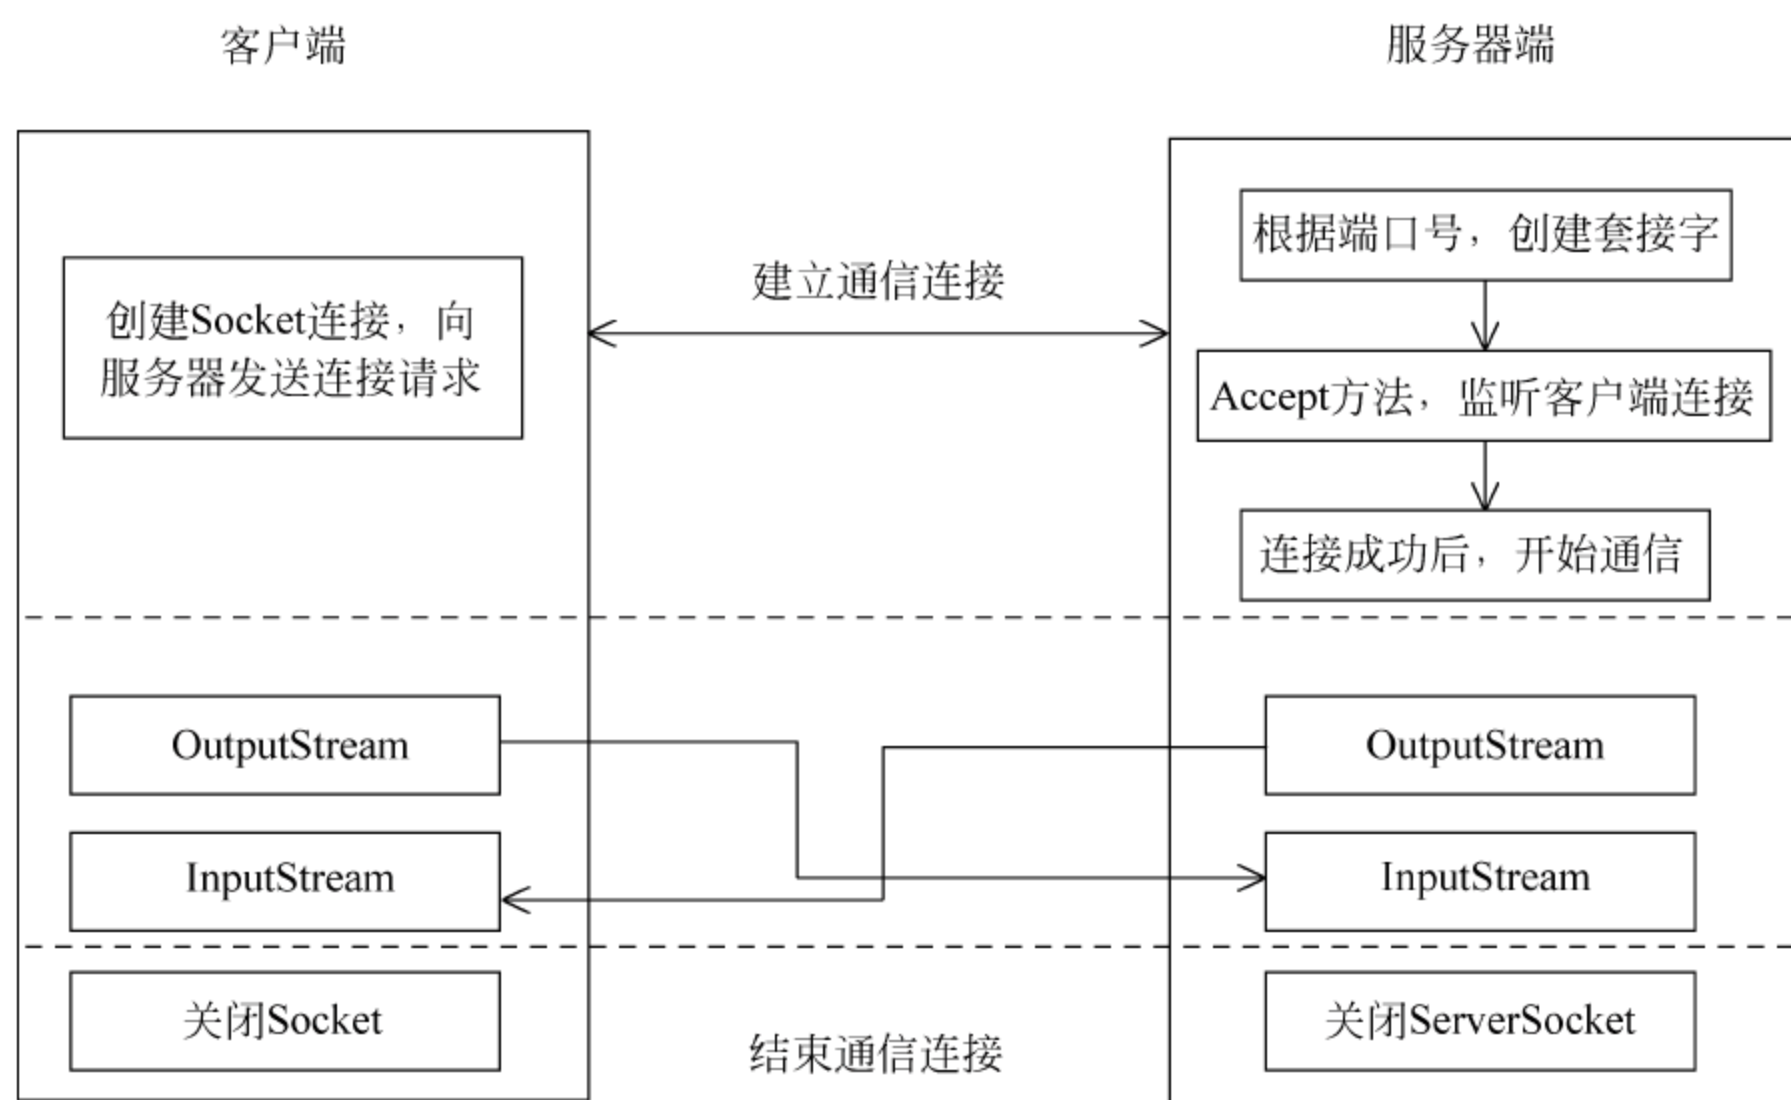 客户端
服务器端
根据端口号，创建套接字
建立通信连接
创建Socket连接，向
服务器发送连接请求
Accept方法，监听客户端连接
连接成功后，开始通信
OutputStream
OutputStream
InputStream
InputStream
关闭Socket
关闭ServerSocket
结束通信连接